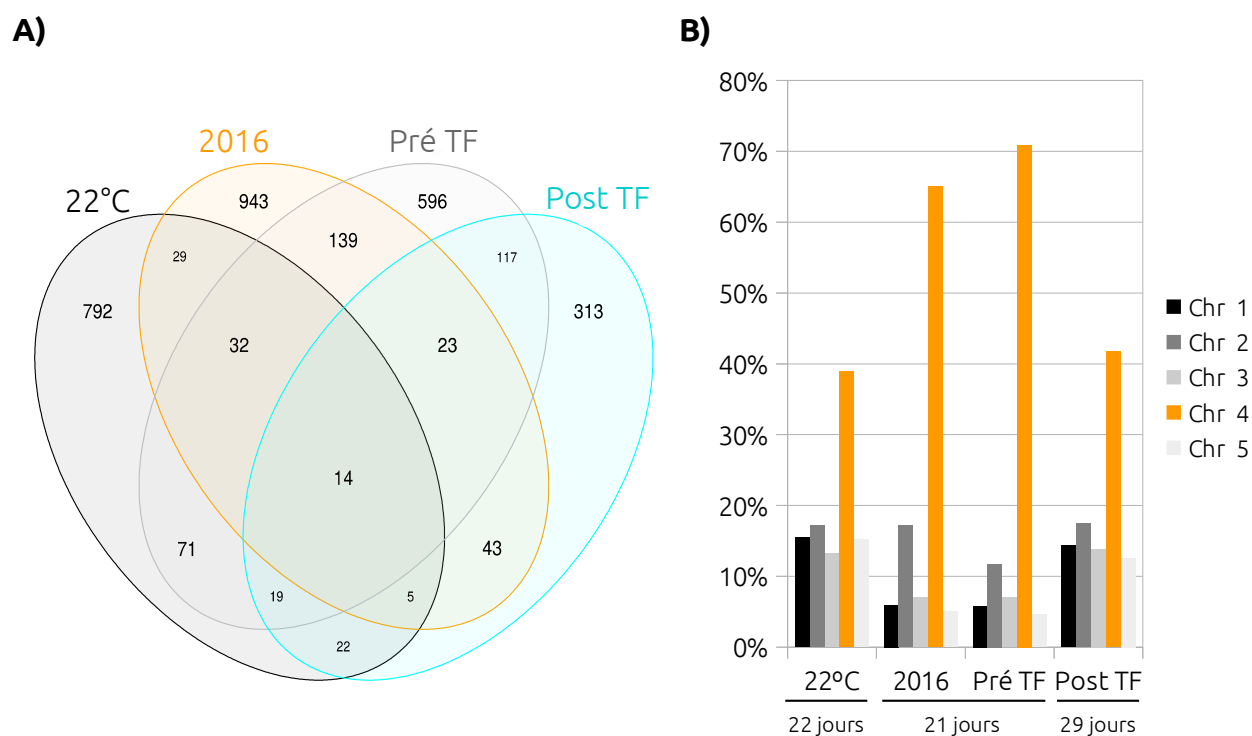 A)
2016
Pré TF
22°C
Post TF
943
596
29
139
117
792
313
32
23
14
71
43
19
5
22
B)
80%
70%
60%
50%
40%
30%
20%
10%
0%
22ºC
2016
Pré TF
Post TF
22 jours
21 jours
29 jours
Chr 1
Chr 2
Chr 3
Chr 4
Chr 5